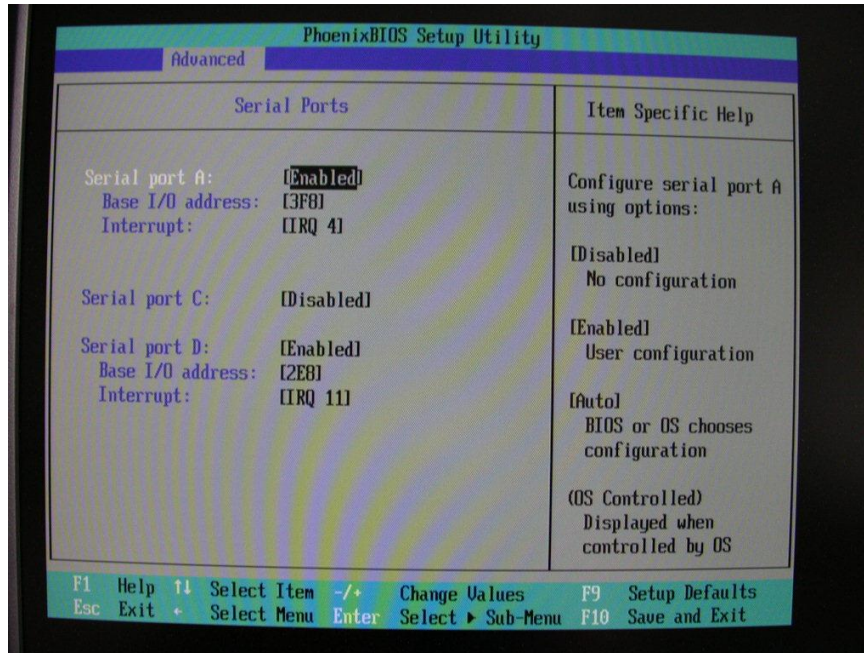 PhoenixBIOS Setup Utility
Advanced
Serial Ports
Item Specific Help
Serial port A: [Enabled]
Base I/O address: [3F8]
Interrupt: [IRQ 4]
Serial port C: [Disabled]
Serial port D: [Enabled]
Base I/O address: [2E8]
Interrupt: [IRQ 11]
Configure serial port A
using options:
[Disabled]
No configuration
[Enabled]
User configuration
[Auto]
BIOS or OS chooses
configuration
(OS Controlled)
Displayed when
controlled by OS
F1 Help ↑↓ Select Item -/+ Change Values F9 Setup Defaults
Esc Exit ← Select Menu Enter Select ▶ Sub-Menu F10 Save and Exit